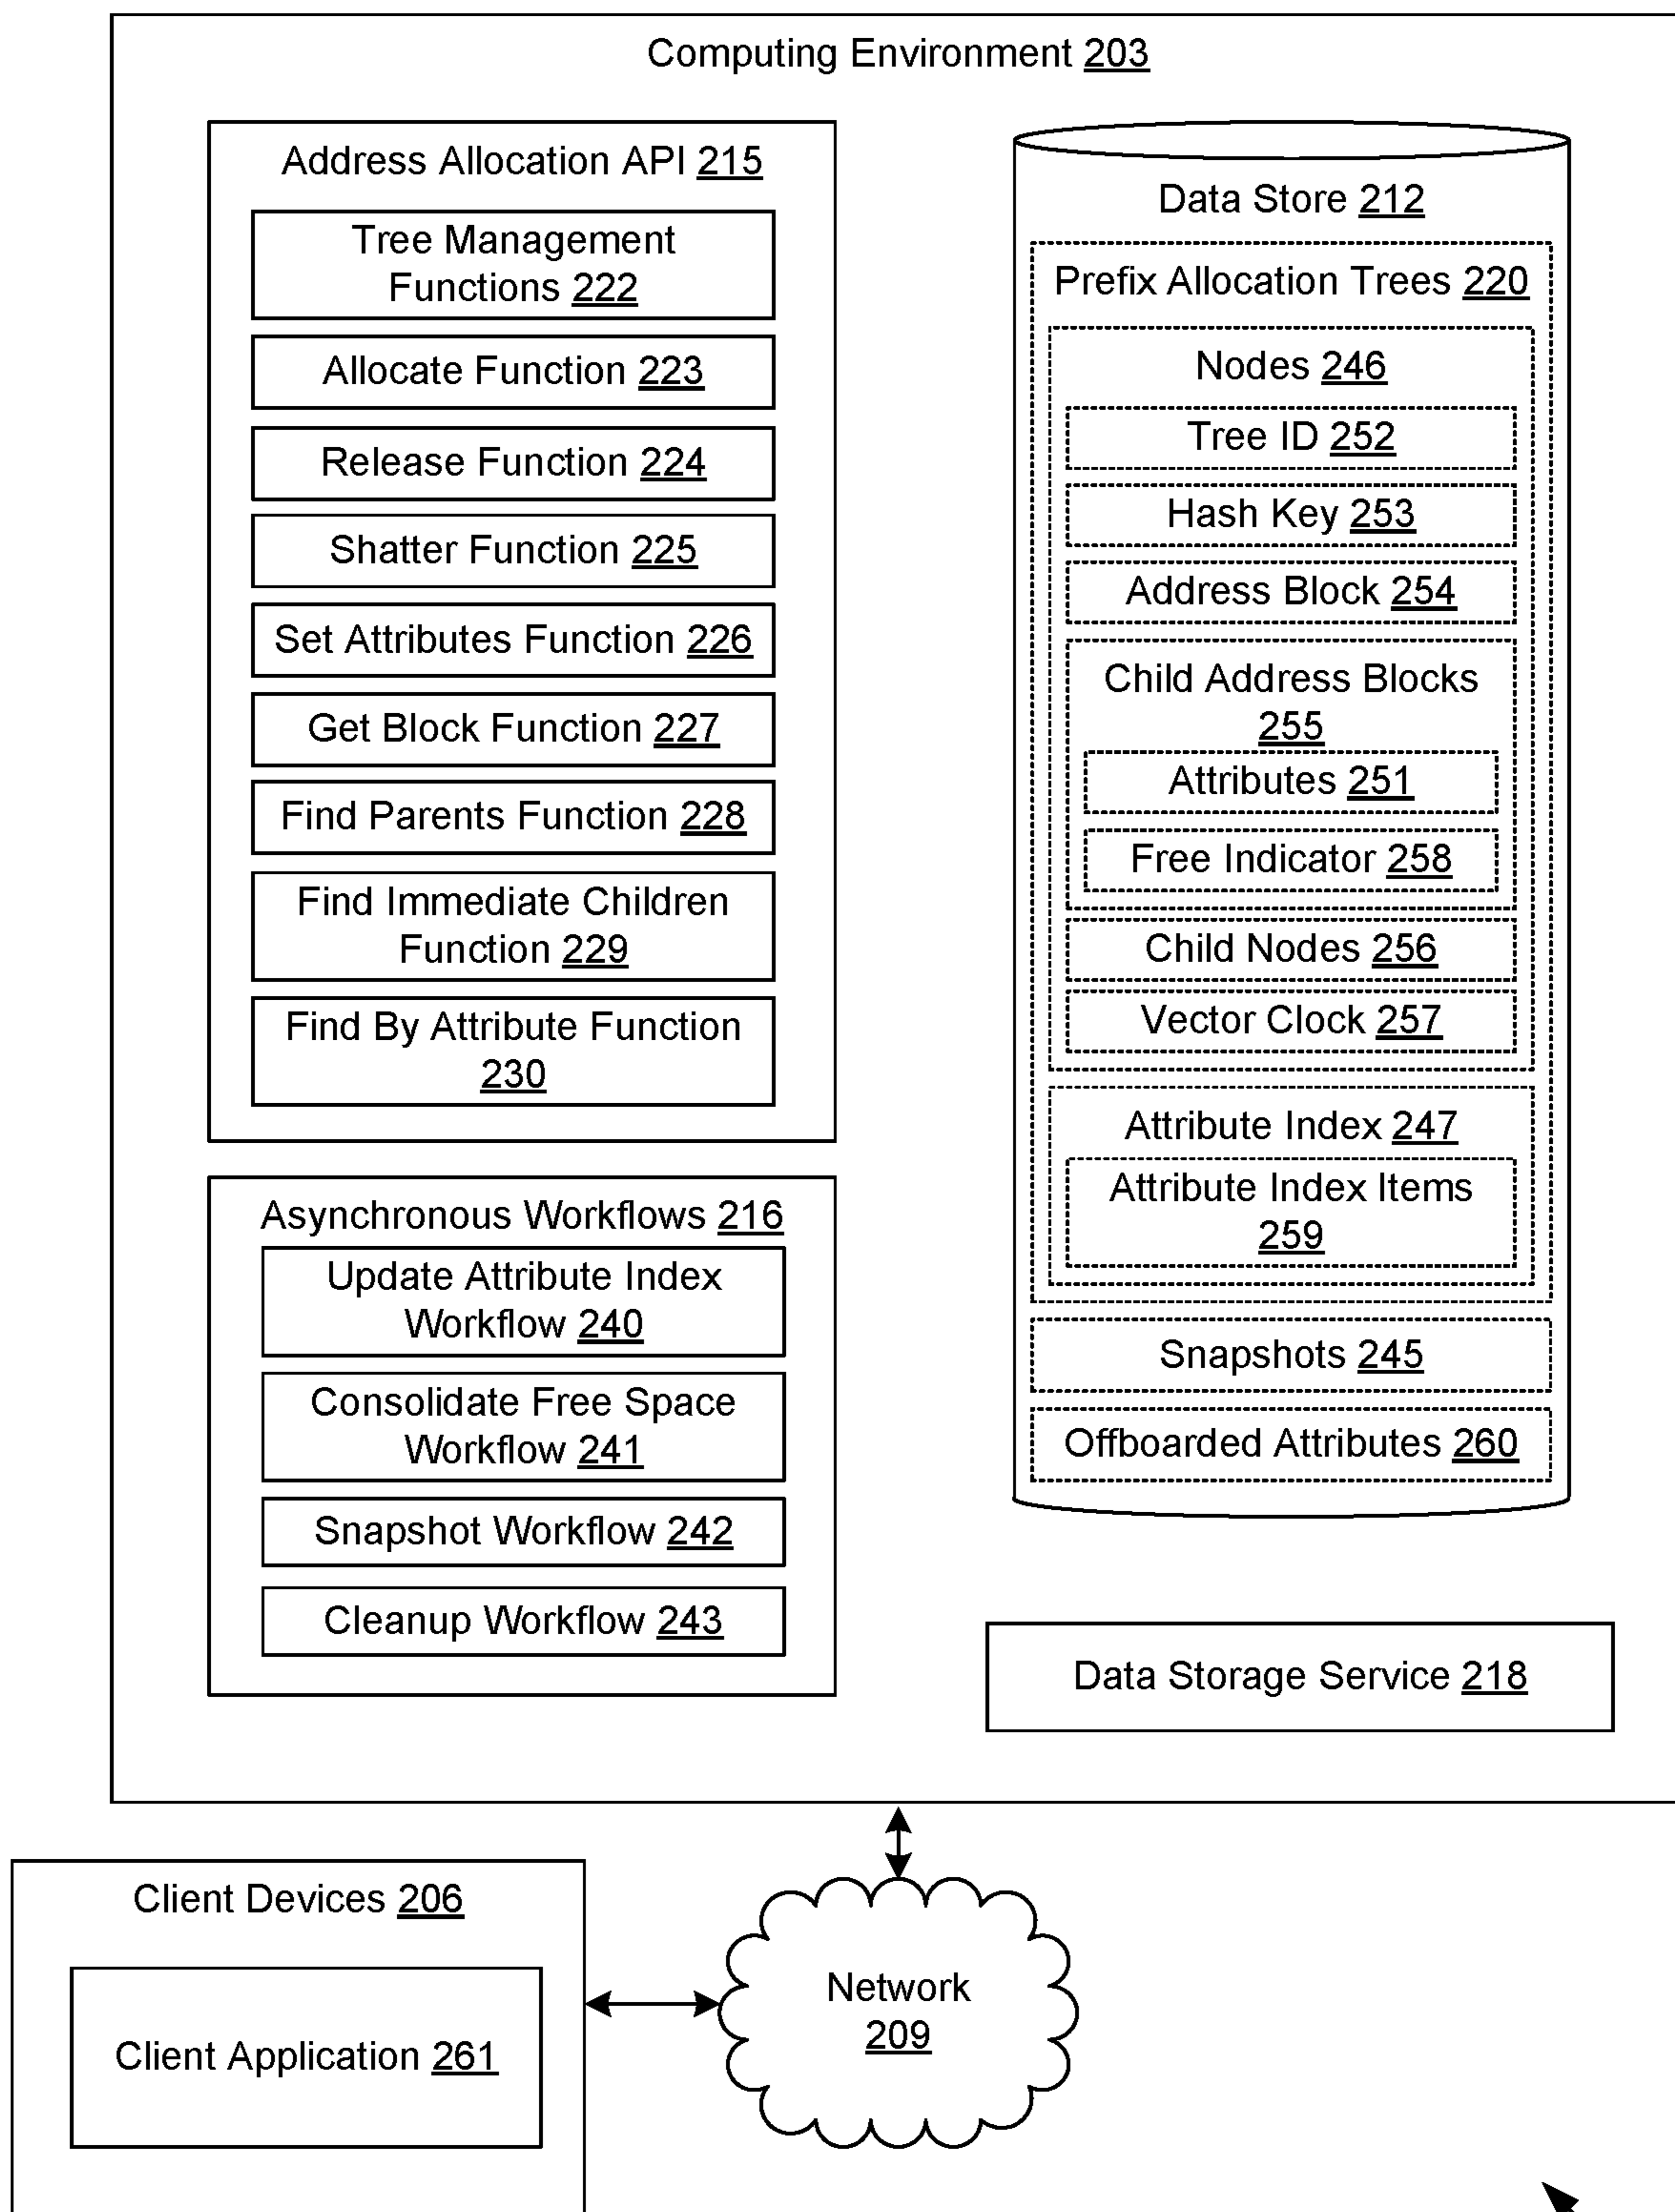 Computing Environment 203
Address Allocation API 215
Tree Management
Functions 222
Allocate Function 223
Release Function 224
Shatter Function 225
Set Attributes Function 226
Get Block Function 227
Find Parents Function 228
Find Immediate Children
Function 229
Find By Attribute Function
230
Asynchronous Workflows 216
Update Attribute Index
Workflow 240
Consolidate Free Space
Workflow 241
Snapshot Workflow 242
Cleanup Workflow 243
Data Store 212
Prefix Allocation Trees 220
Nodes 246
Tree ID 252
Hash Key 253
Address Block 254
Child Address Blocks
255
Attributes 251
Free Indicator 258
Child Nodes 256
Vector Clock 257
Attribute Index 247
Attribute Index Items
259
Snapshots 245
Offboarded Attributes 260
Data Storage Service 218
Client Devices 206
Client Application 261
Network
209